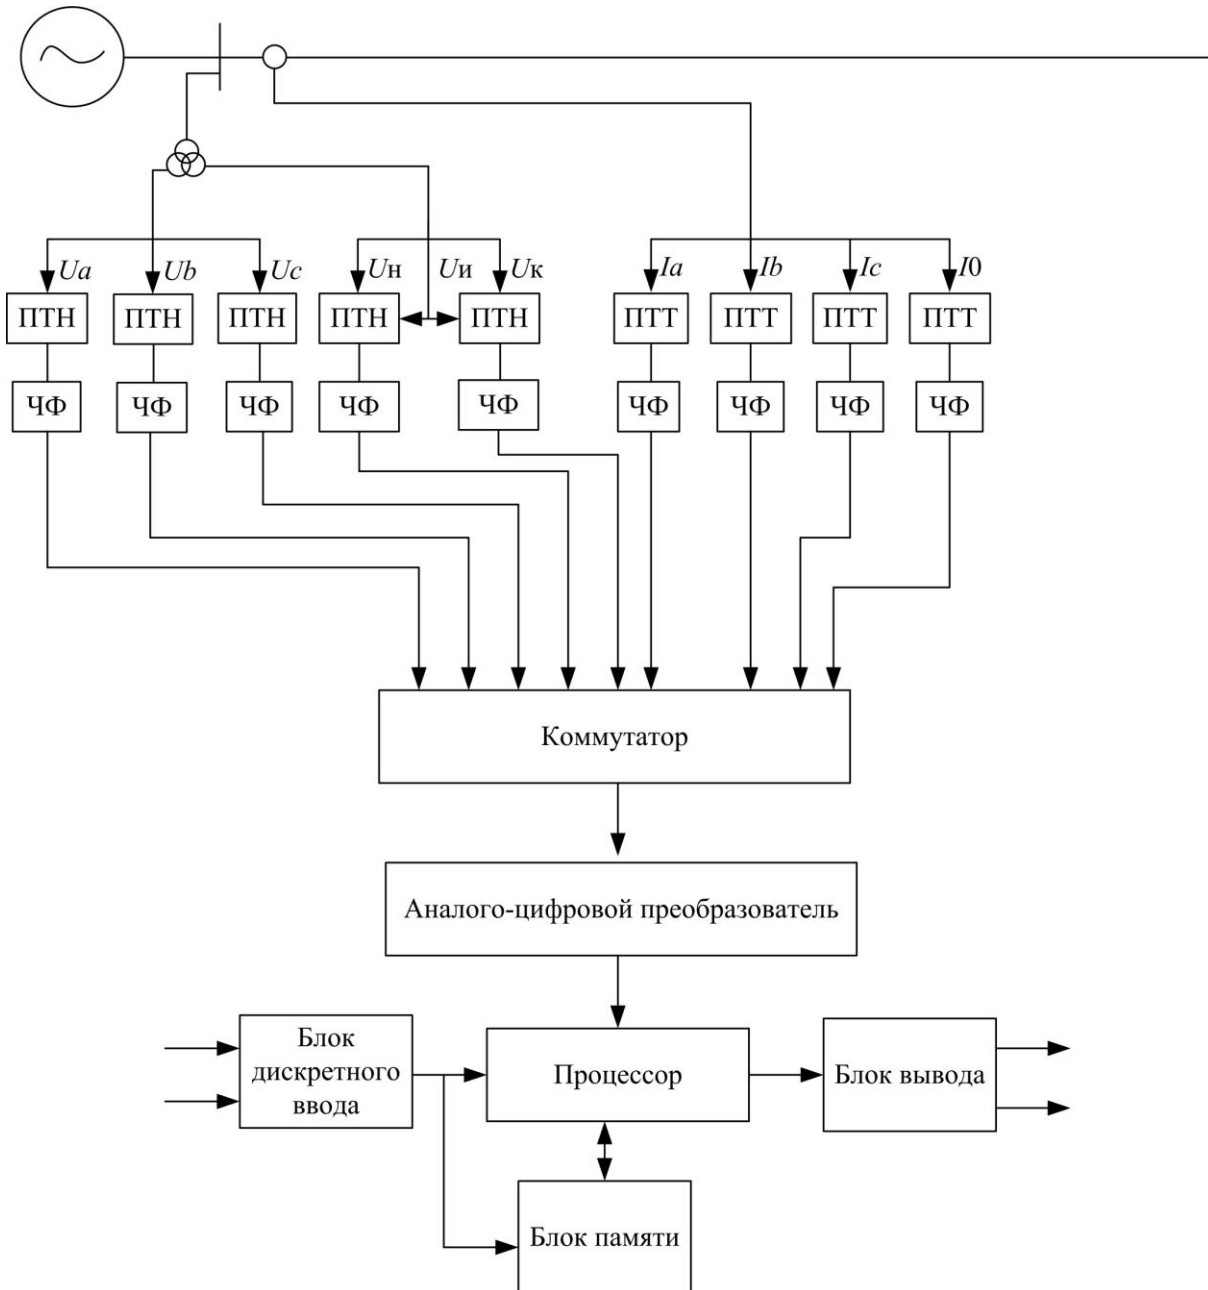 Ua Ub Uc Uн Uи Uк Ia Ib Ic I0
ПТН ПТН ПТН ПТН ПТН ПТТ ПТТ ПТТ ПТТ
ЧФ ЧФ ЧФ ЧФ ЧФ ЧФ ЧФ ЧФ ЧФ
Коммутатор
Аналого-цифровой преобразователь
Блок
дискретного
ввода
Процессор
Блок вывода
Блок памяти